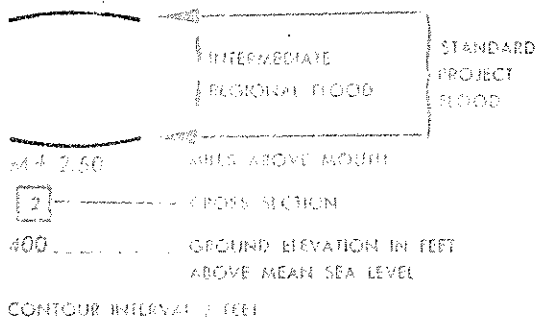 INTERMEDIATE
REGIONAL FLOOD
STANDARD
PROJECT
FLOOD
M+ 2.50 MILES ABOVE MOUTH
2 CROSS SECTION
400 GROUND ELEVATION IN FEET
ABOVE MEAN SEA LEVEL
CONTOUR INTERVAL FEET